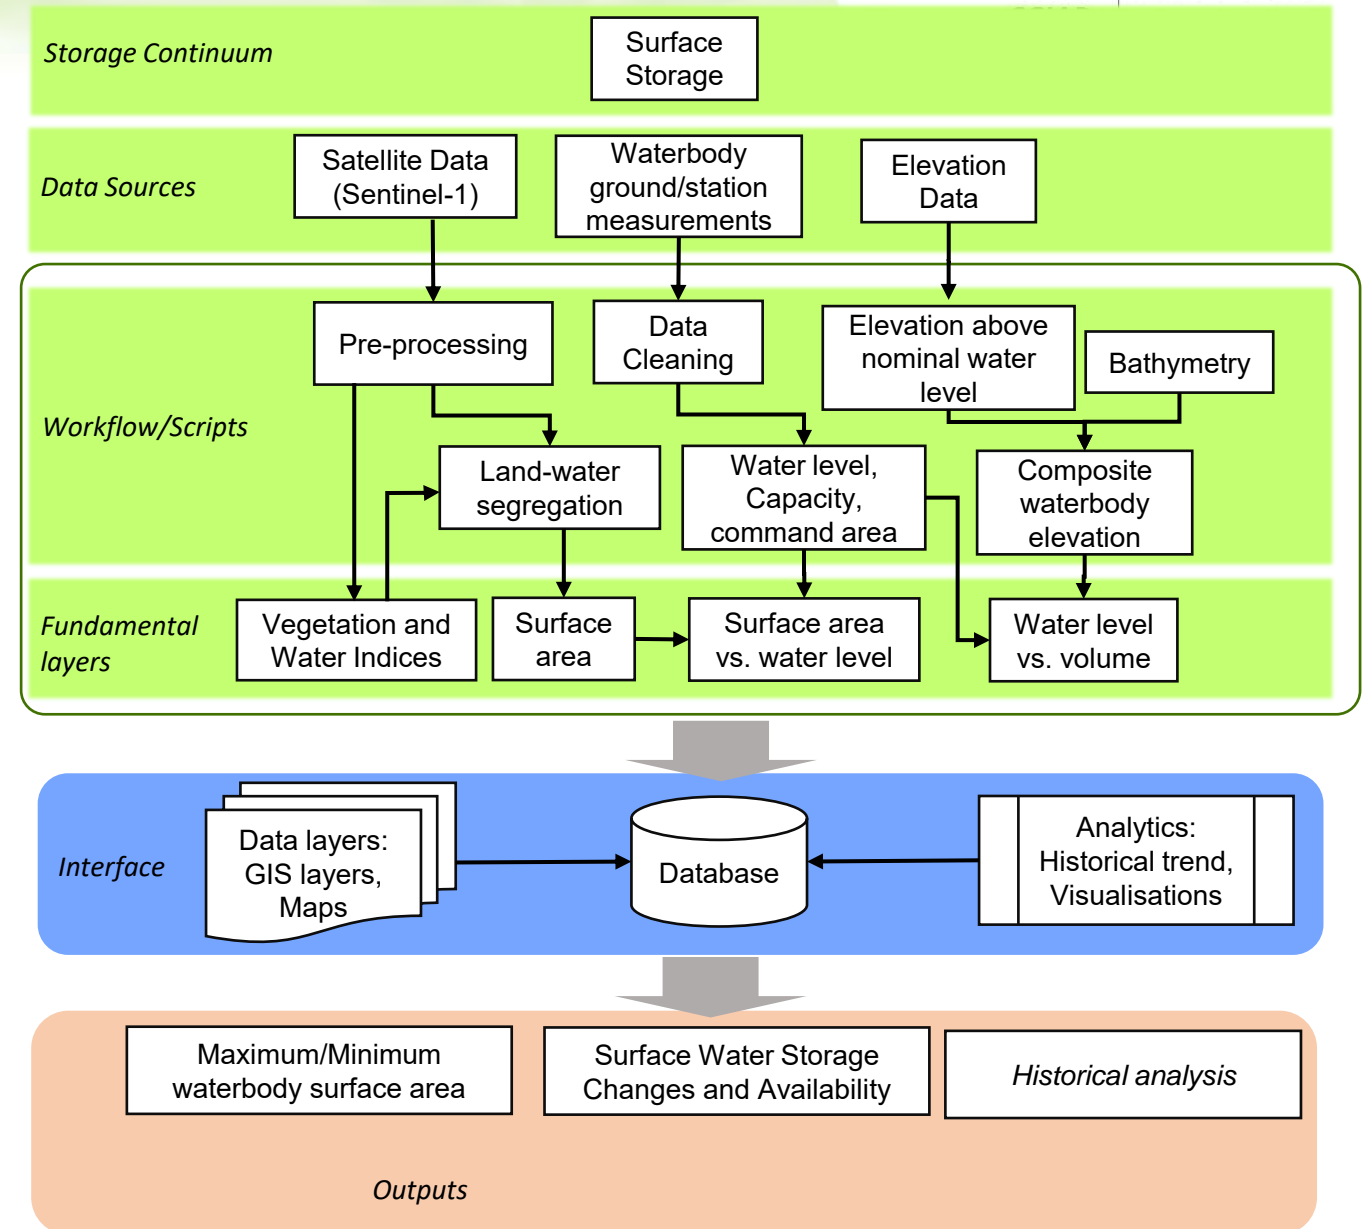 Storage Continuum
Surface
Storage
Data Sources
Satellite Data
(Sentinel-1)
Waterbody
ground/station
measurements
Elevation
Data
Workflow/Scripts
Pre-processing
Data
Cleaning
Elevation above
nominal water
level
Bathymetry
Land-water
segregation
Water level,
Capacity,
command area
Composite
waterbody
elevation
Fundamental
layers
Vegetation and
Water Indices
Surface
area
Surface area
vs. water level
Water level
vs. volume
Interface
Data layers:
GIS layers,
Maps
Database
Analytics:
Historical trend,
Visualisations
Maximum/Minimum
waterbody surface area
Surface Water Storage
Changes and Availability
Historical analysis
Outputs